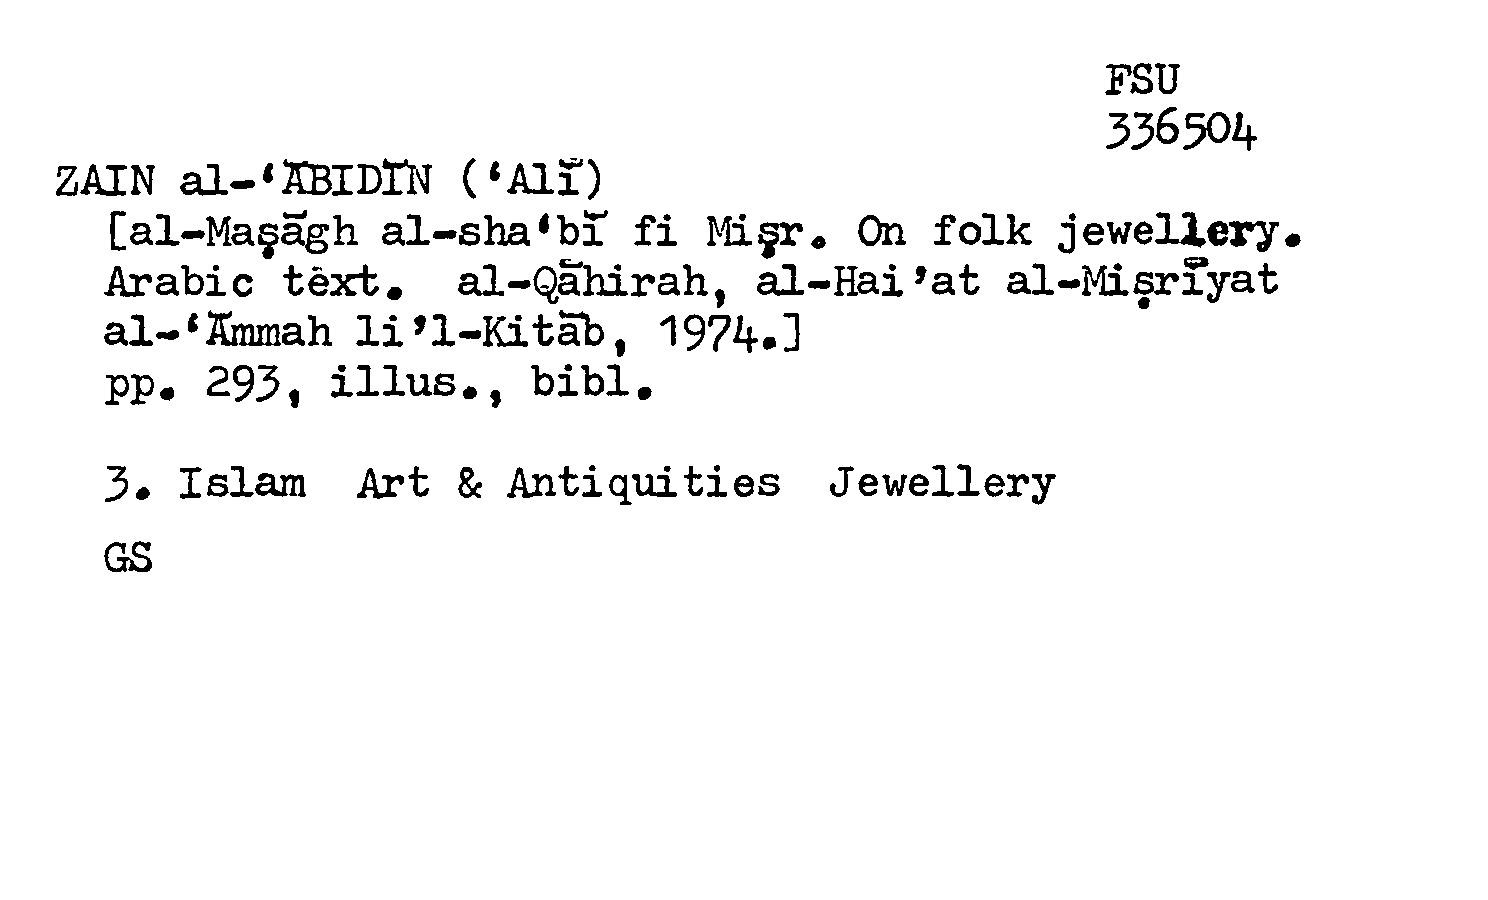 FSU
336504
ZAIN al-‘ĀBIDĪN (‘Alī)
[al-Maṣāgh al-sha‘bī fi Miṣr. On folk jewellery.
Arabic text. al-Qāhirah, al-Hai’at al-Miṣrīyat
al-‘Āmmah li’l-Kitāb, 1974.]
pp. 293, illus., bibl.
3. Islam Art & Antiquities Jewellery
GS